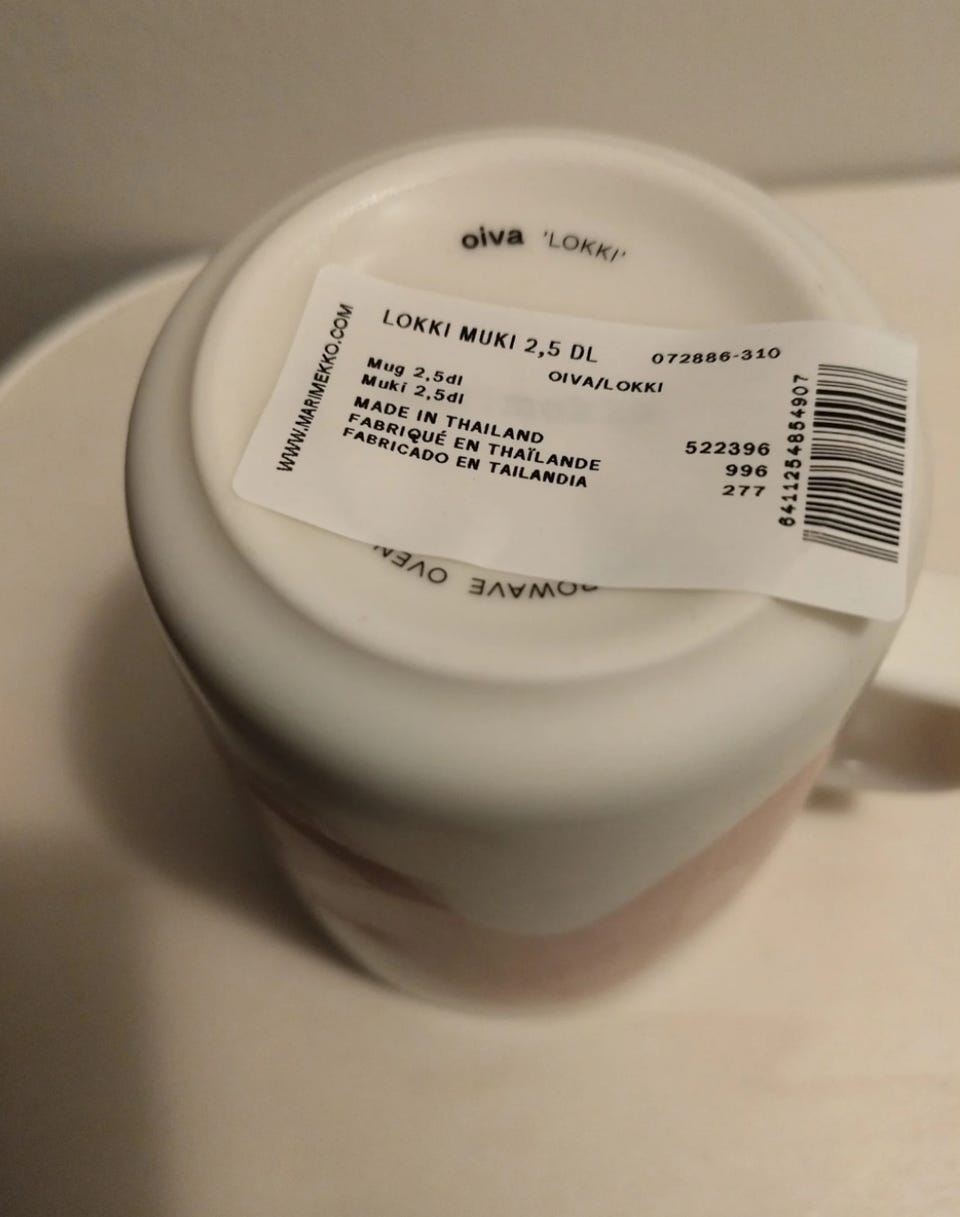 oiva 'LOKKI'
WWW.MARIMEKKO.COM
LOKKI MUKI 2,5 DL 072886-310
Mug 2,5dl OIVA/LOKKI
Muki 2,5dl
MADE IN THAILAND
FABRIQUÉ EN THAÏLANDE 522396
FABRICADO EN TAILANDIA 996
277
6411254854907
OWAVE OVEN